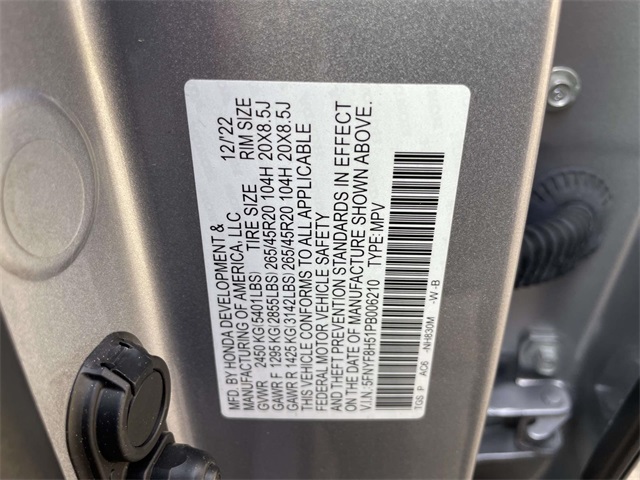 MFD.BY HONDA DEVELOPMENT & 12/'22
MANUFACTURING OF AMERICA, LLC
GVWR 2450 KG(5401LBS) TIRE SIZE RIM SIZE
GAWR F 1295 KG(2855LBS)265/45R20 104H 20X8.5J
GAWR R 1425 KG(3142LBS)265/45R20 104H 20X8.5J
THIS VEHICLE CONFORMS TO ALL APPLICABLE
FEDERAL MOTOR VEHICLE SAFETY
AND THEFT PREVENTION STANDARDS IN EFFECT
ON THE DATE OF MANUFACTURE SHOWN ABOVE.
V.I.N.:5FNYF8H51PB006210 TYPE:MPV
TGS P AC6 -NH830M -W-B